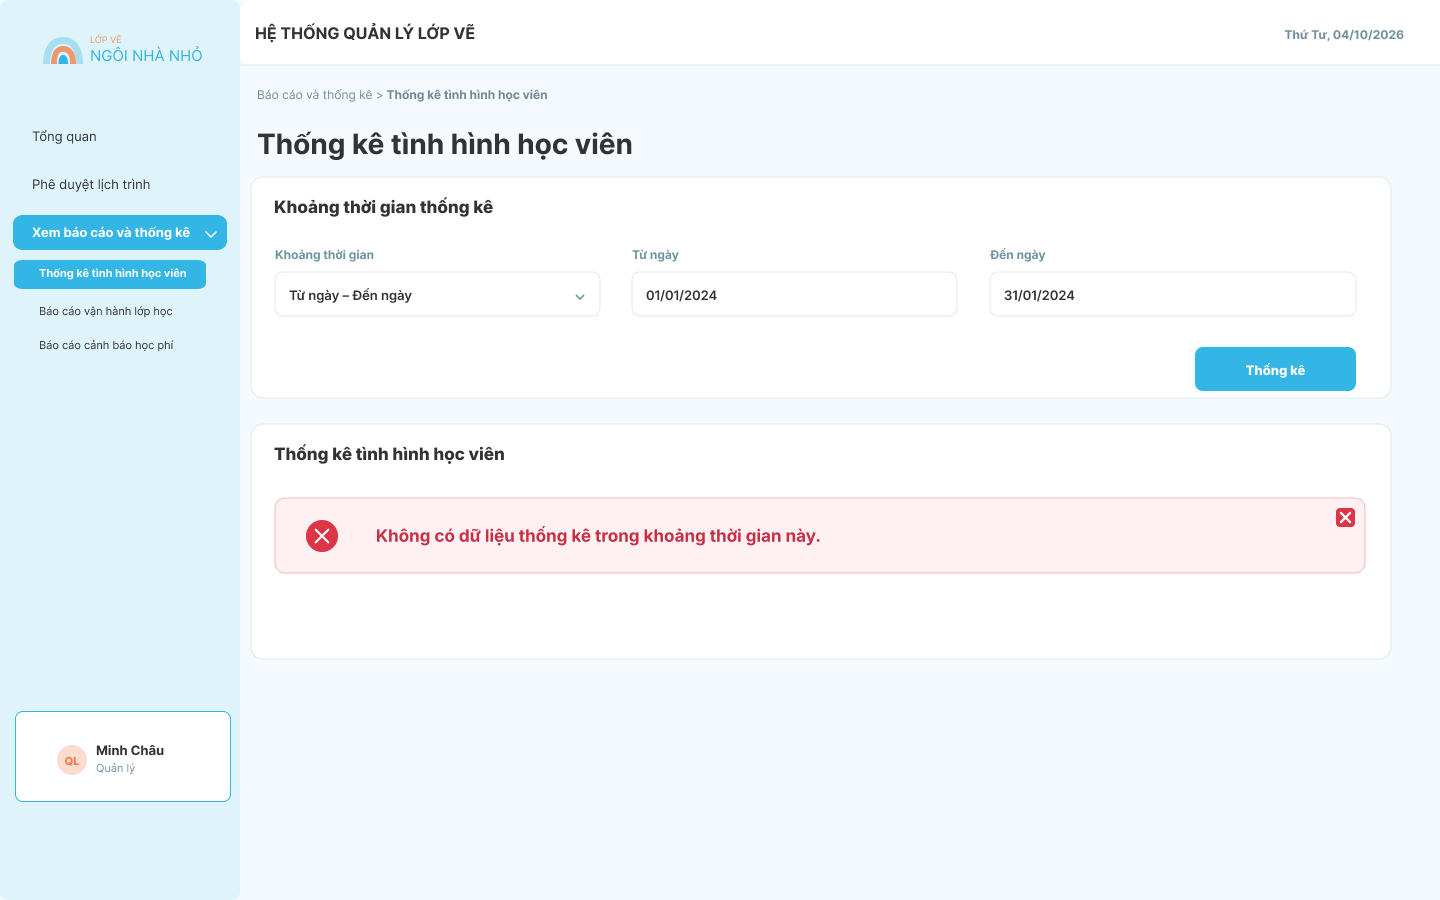 LỚP VẼ
NGÔI NHÀ NHỎ
Tổng quan
Phê duyệt lịch trình
Xem báo cáo và thống kê
Thống kê tình hình học viên
Báo cáo vận hành lớp học
Báo cáo cảnh báo học phí
QL
Minh Châu
Quản lý
HỆ THỐNG QUẢN LÝ LỚP VẼ
Thứ Tư, 04/10/2026
Báo cáo và thống kê > Thống kê tình hình học viên
Thống kê tình hình học viên
Khoảng thời gian thống kê
Khoảng thời gian
Từ ngày
Đến ngày
Từ ngày – Đến ngày
01/01/2024
31/01/2024
Thống kê
Thống kê tình hình học viên
Không có dữ liệu thống kê trong khoảng thời gian này.